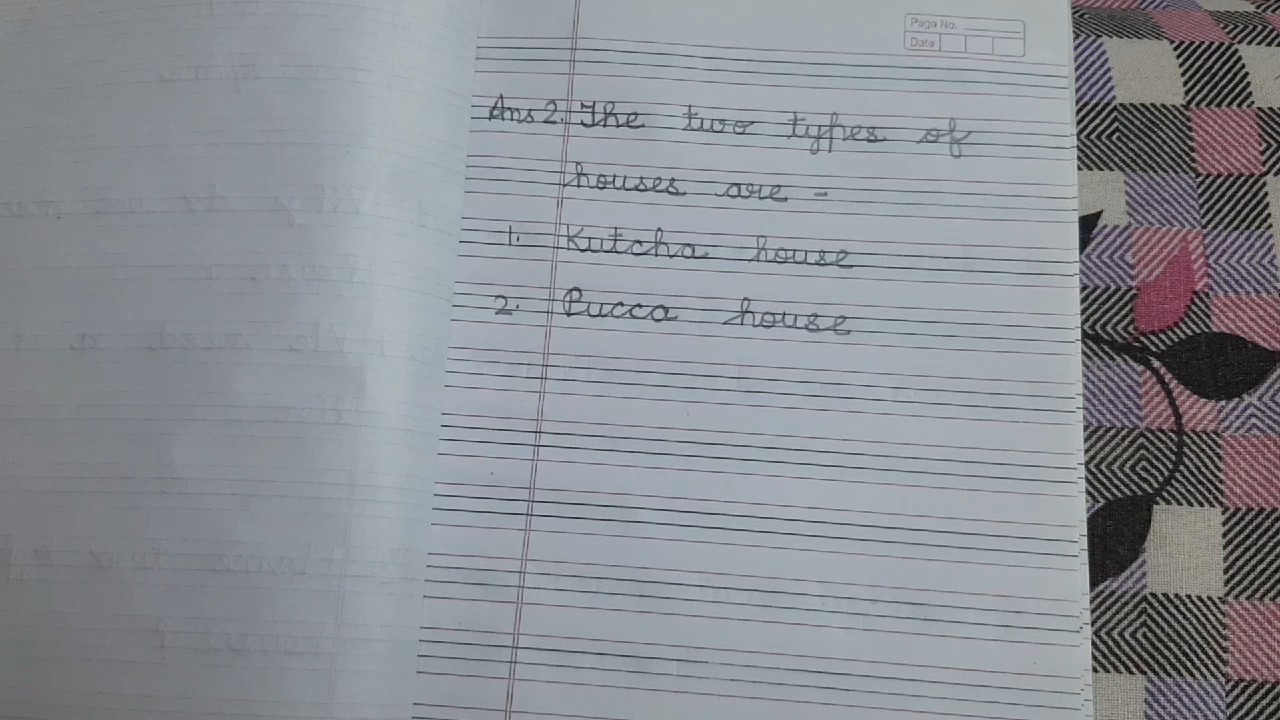 Page No.
Date
Ans 2. The two types of
houses are -
1. Kutcha house
2. Pucca house